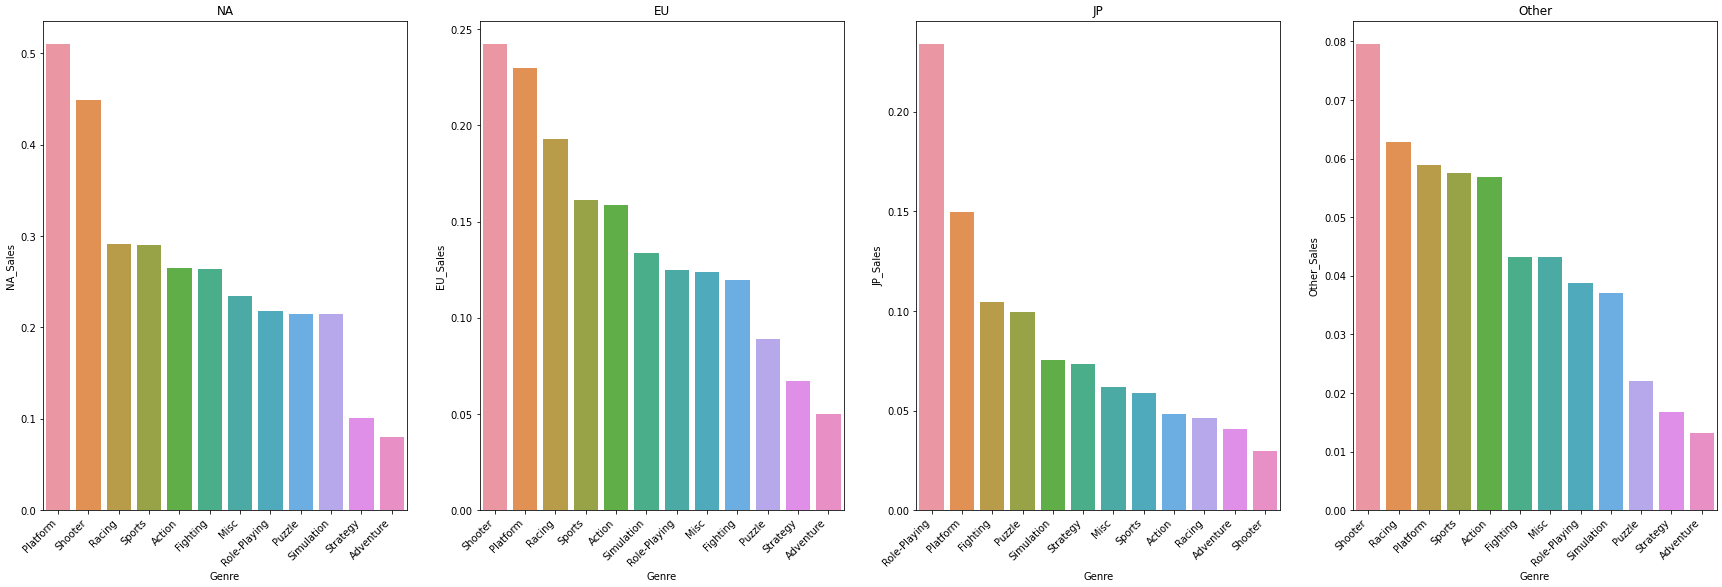 NA
NA_Sales
0.5
0.4
0.3
0.2
0.1
0.0
Platform
Shooter
Racing
Sports
Action
Fighting
Misc
Role-Playing
Puzzle
Simulation
Strategy
Adventure
Genre
EU
EU_Sales
0.25
0.20
0.15
0.10
0.05
0.00
Shooter
Platform
Racing
Sports
Action
Simulation
Role-Playing
Misc
Fighting
Puzzle
Strategy
Adventure
Genre
JP
JP_Sales
0.20
0.15
0.10
0.05
0.00
Role-Playing
Platform
Fighting
Puzzle
Simulation
Strategy
Misc
Sports
Action
Racing
Adventure
Shooter
Genre
Other
Other_Sales
0.08
0.07
0.06
0.05
0.04
0.03
0.02
0.01
0.00
Shooter
Racing
Platform
Sports
Action
Fighting
Misc
Role-Playing
Simulation
Puzzle
Strategy
Adventure
Genre